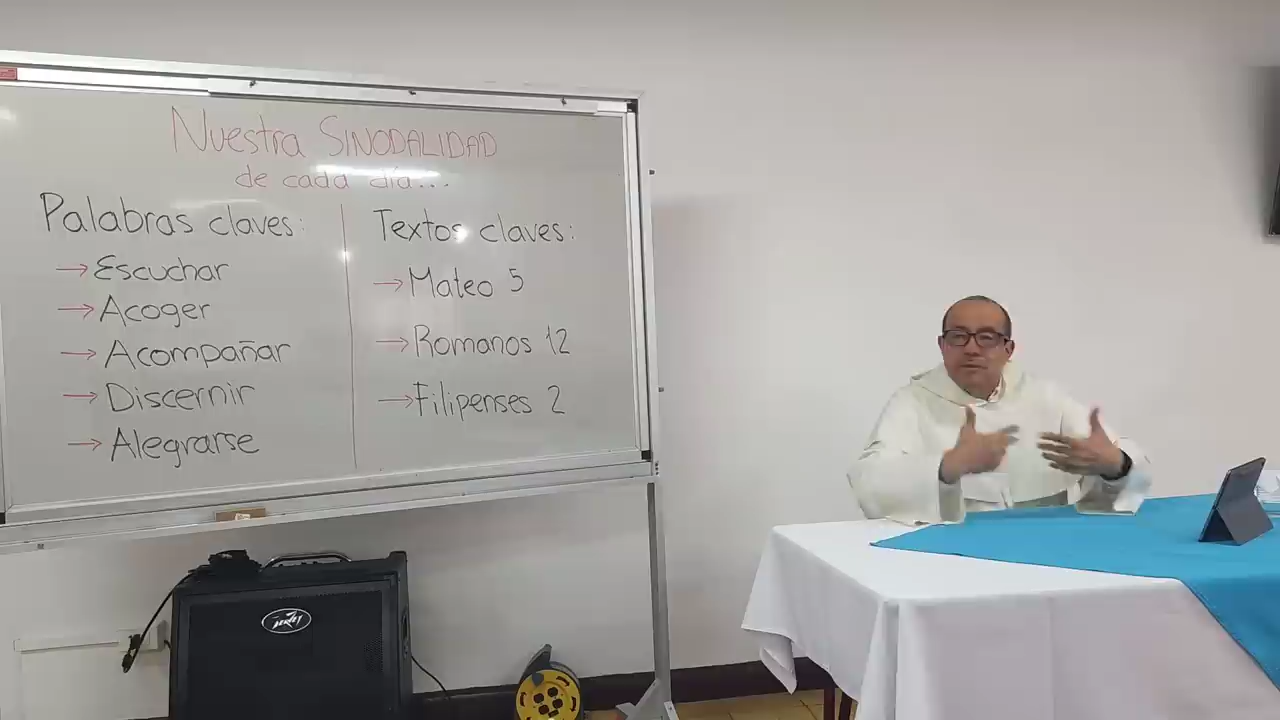 Nuestra SINODALIDAD
de cada día...
Palabras claves:
→ Escuchar
→ Acoger
→ Acompañar
→ Discernir
→ Alegrarse
Textos claves:
→ Mateo 5
→ Romanos 12
→ Filipenses 2
PEAVEY